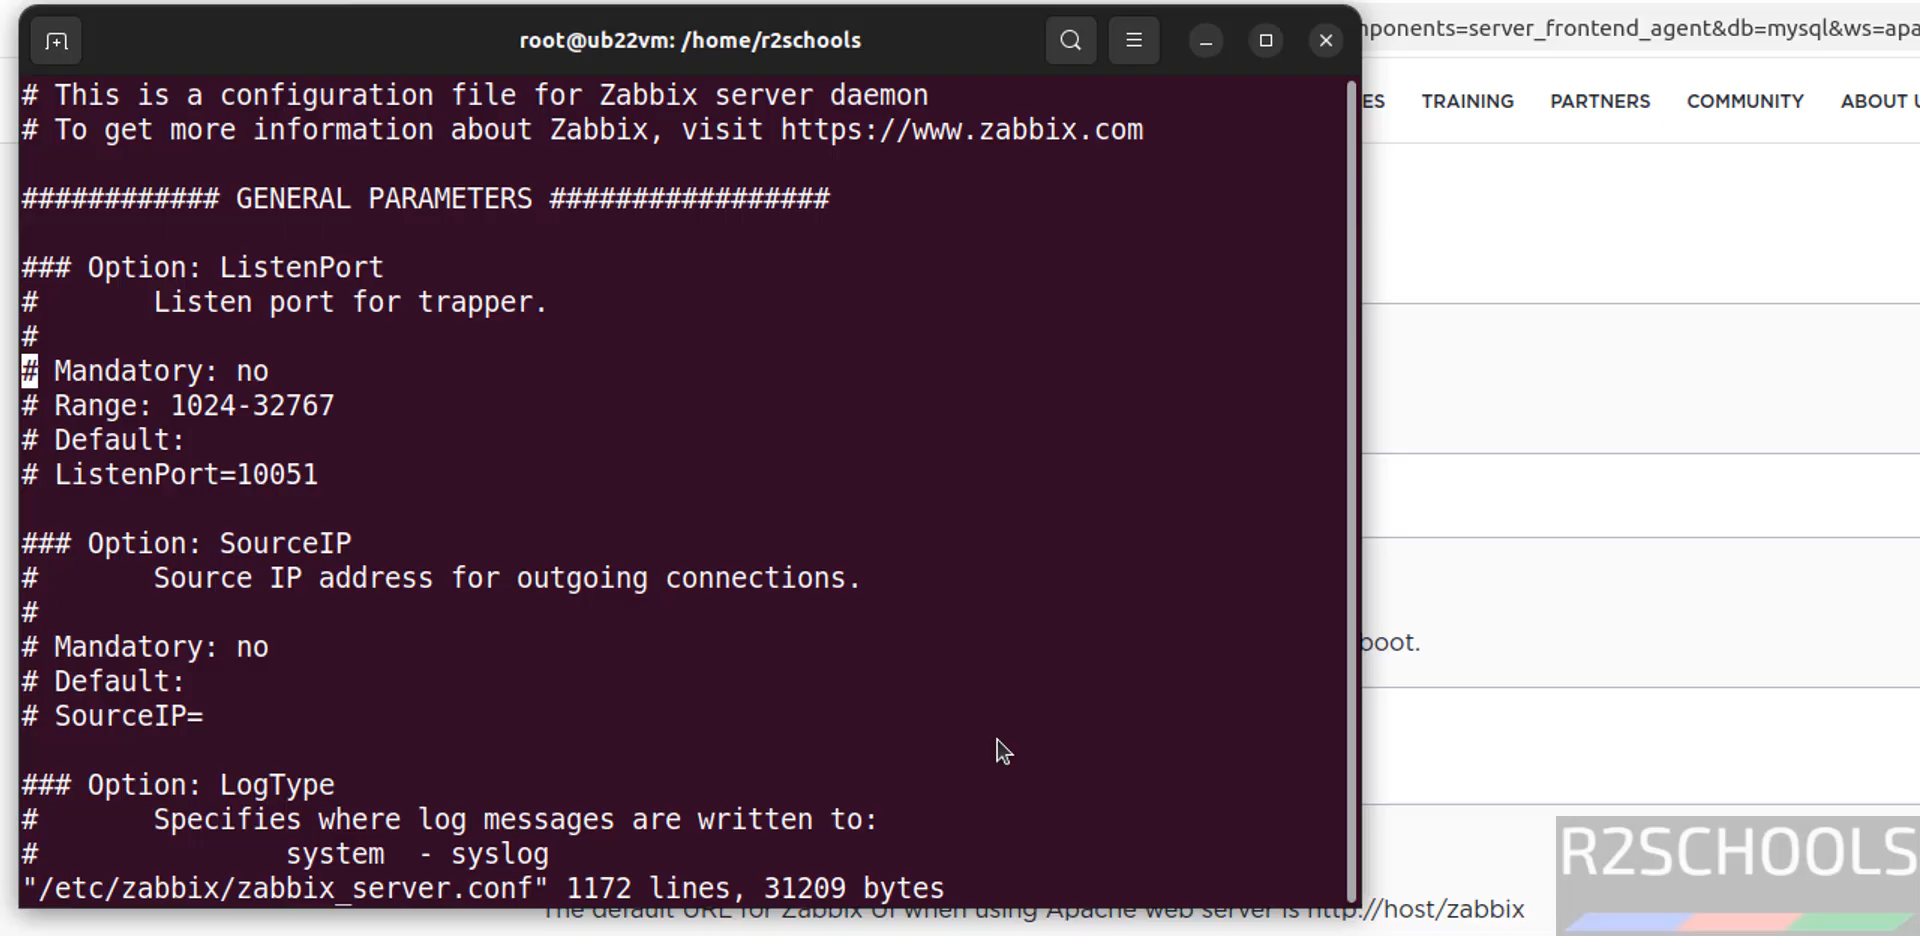 root@ub22vm: /home/r2schools
# This is a configuration file for Zabbix server daemon
# To get more information about Zabbix, visit https://www.zabbix.com
############ GENERAL PARAMETERS #################
### Option: ListenPort
#       Listen port for trapper.
#
# Mandatory: no
# Range: 1024-32767
# Default:
# ListenPort=10051
### Option: SourceIP
#       Source IP address for outgoing connections.
#
# Mandatory: no
# Default:
# SourceIP=
### Option: LogType
#       Specifies where log messages are written to:
#               system  - syslog
"/etc/zabbix/zabbix_server.conf" 1172 lines, 31209 bytes
ponents=server_frontend_agent&db=mysql&ws=apa
ES TRAINING PARTNERS COMMUNITY ABOUT U
boot.
The default URL for Zabbix UI when using Apache web server is http://host/zabbix
R2SCHOOLS